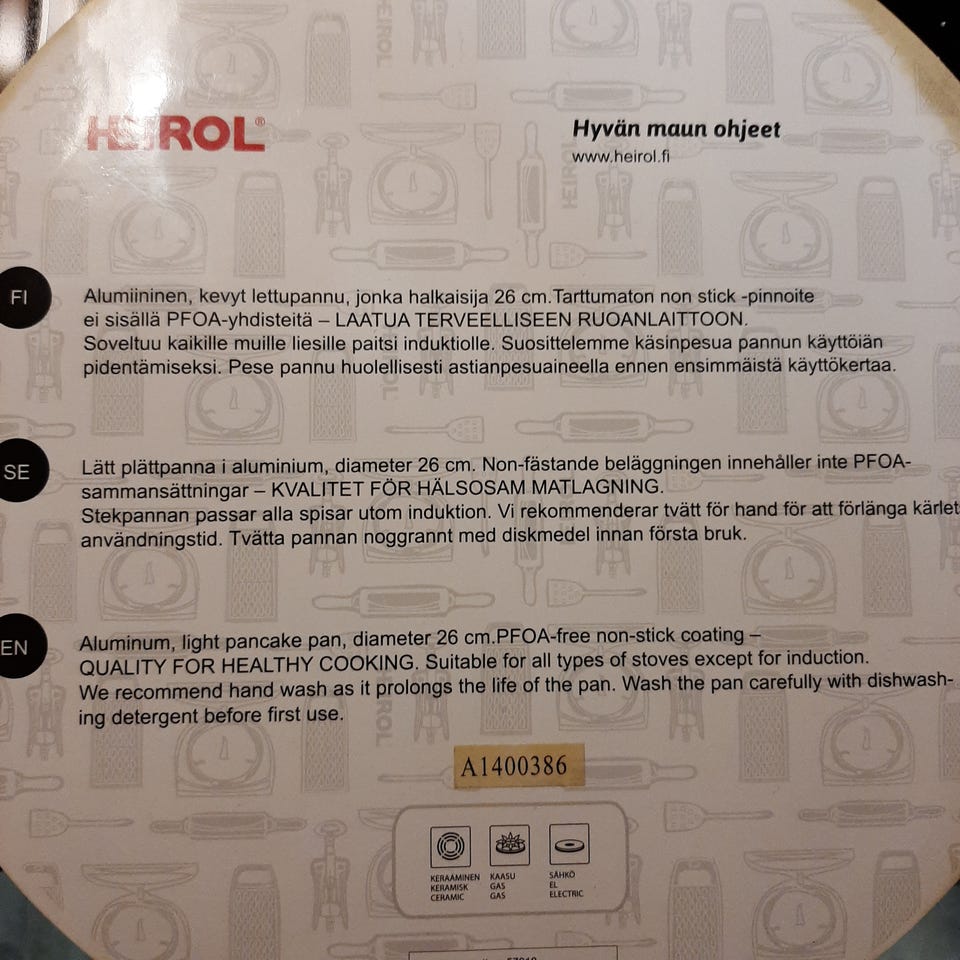 HEIROL®
Hyvän maun ohjeet
www.heirol.fi
FI
Alumiininen, kevyt lettupannu, jonka halkaisija 26 cm.Tarttumaton non stick -pinnoite
ei sisällä PFOA-yhdisteitä – LAATUA TERVEELLISEEN RUOANLAITTOON.
Soveltuu kaikille muille liesille paitsi induktiolle. Suosittelemme käsinpesua pannun käyttöiän
pidentämiseksi. Pese pannu huolellisesti astianpesuaineella ennen ensimmäistä käyttökertaa.
SE
Lätt plättpanna i aluminium, diameter 26 cm. Non-fästande beläggningen innehåller inte PFOA-
sammansättningar – KVALITET FÖR HÄLSOSAM MATLAGNING.
Stekpannan passar alla spisar utom induktion. Vi rekommenderar tvätt för hand för att förlänga kärlet
användningstid. Tvätta pannan noggrannt med diskmedel innan första bruk.
EN
Aluminum, light pancake pan, diameter 26 cm.PFOA-free non-stick coating –
QUALITY FOR HEALTHY COOKING. Suitable for all types of stoves except for induction.
We recommend hand wash as it prolongs the life of the pan. Wash the pan carefully with dishwash-
ing detergent before first use.
A1400386
KERAAMINEN KAASU SÄHKÖ
KERAMISK GAS EL
CERAMIC GAS ELECTRIC